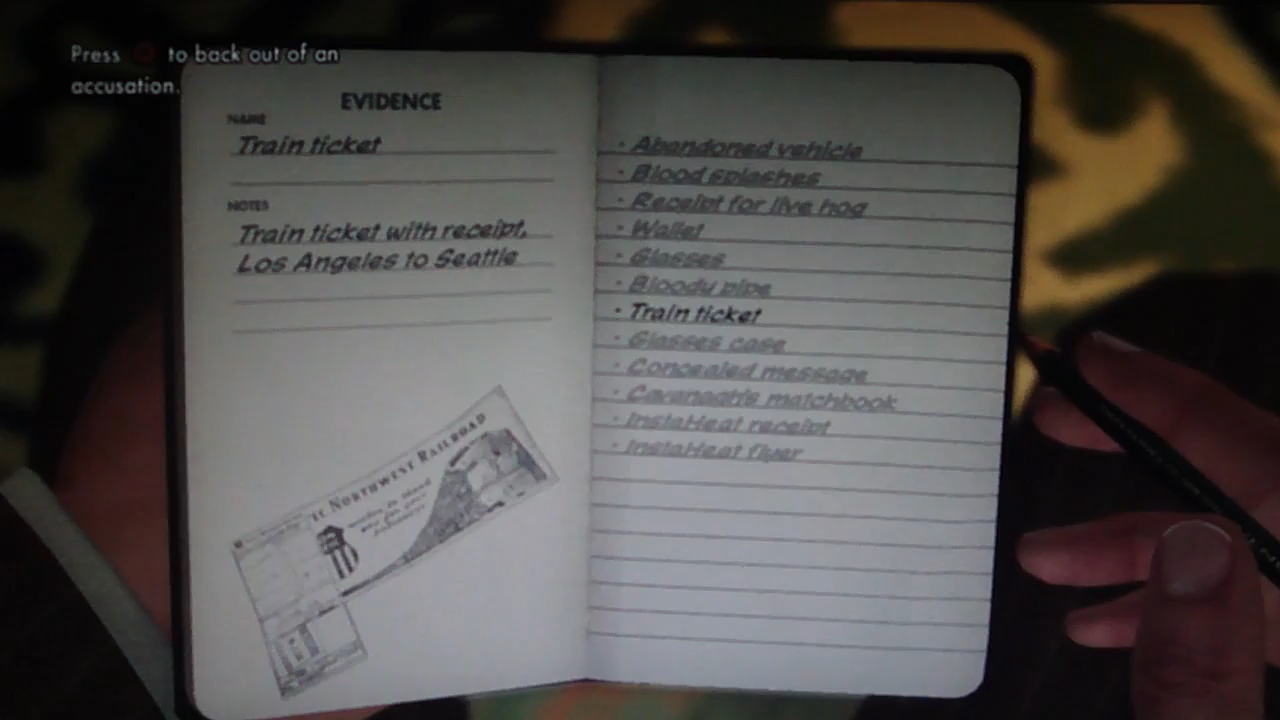 Press to back out of an
accusation.
EVIDENCE
NAME
Train ticket
NOTES
Train ticket with receipt,
Los Angeles to Seattle
NORTHWEST RAILROAD
· Abandoned vehicle
· Blood splashes
· Receipt for live hog
· Wallet
· Glasses
· Bloody pipe
· Train ticket
· Glasses case
· Concealed message
· Cavanagh's matchbook
· InstaHeat receipt
· InstaHeat flyer